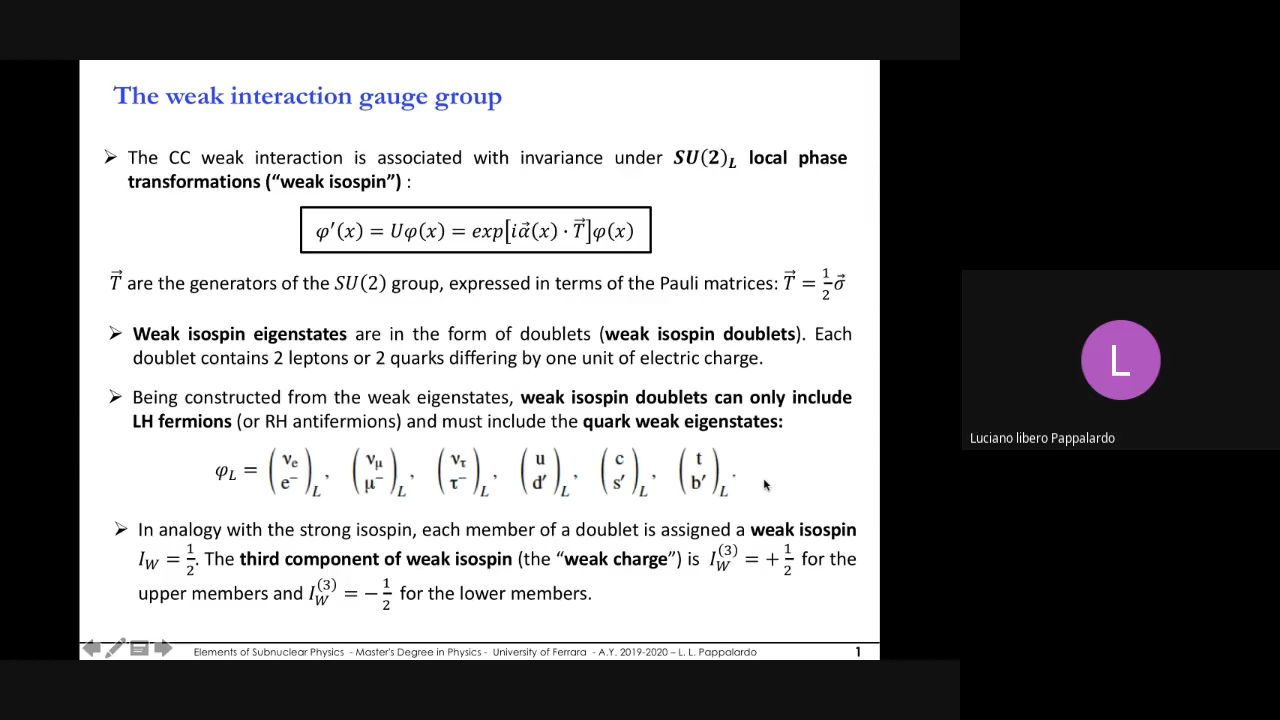 The weak interaction gauge group
➢ The CC weak interaction is associated with invariance under SU(2)_L local phase
transformations ("weak isospin") :
φ′(x) = Uφ(x) = exp[iα⃗(x) · T⃗]φ(x)
T⃗ are the generators of the SU(2) group, expressed in terms of the Pauli matrices: T⃗ = 1/2 σ⃗
➢ Weak isospin eigenstates are in the form of doublets (weak isospin doublets). Each
doublet contains 2 leptons or 2 quarks differing by one unit of electric charge.
➢ Being constructed from the weak eigenstates, weak isospin doublets can only include
LH fermions (or RH antifermions) and must include the quark weak eigenstates:
φ_L = (ν_e e⁻)_L, (ν_μ μ⁻)_L, (ν_τ τ⁻)_L, (u d′)_L, (c s′)_L, (t b′)_L.
➢ In analogy with the strong isospin, each member of a doublet is assigned a weak isospin
I_W = 1/2. The third component of weak isospin (the "weak charge") is I_W^(3) = +1/2 for the
upper members and I_W^(3) = −1/2 for the lower members.
Elements of Subnuclear Physics - Master's Degree in Physics - University of Ferrara - A.Y. 2019-2020 – L. L. Pappalardo
1
L
Luciano libero Pappalardo